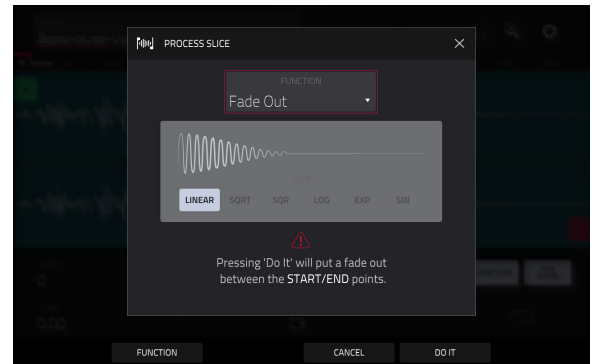 PROCESS SLICE
FUNCTION
Fade Out
LINEAR SQRT SQR LOG EXP SIN
Pressing 'Do It' will put a fade out
between the START/END points.
FUNCTION CANCEL DO IT